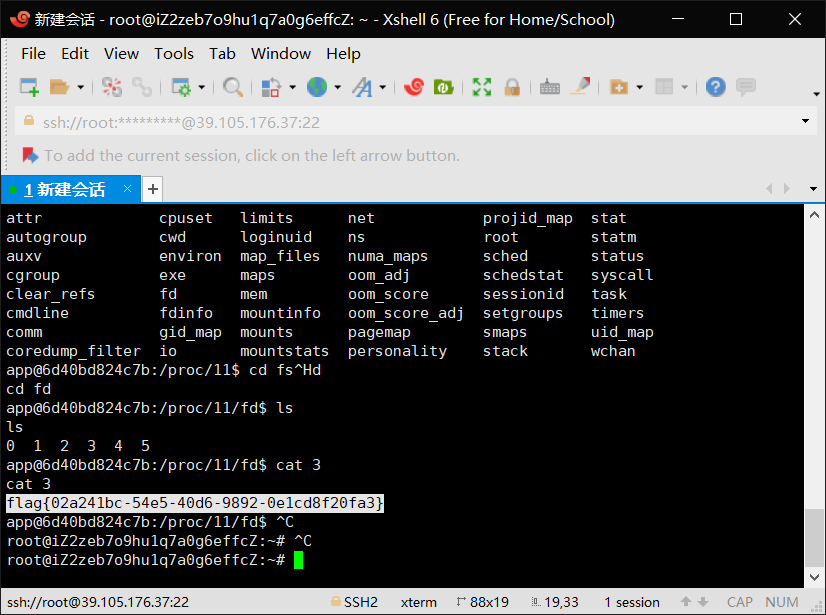 新建会话 - root@iZ2zeb7o9hu1q7a0g6effcZ: ~ - Xshell 6 (Free for Home/School)
File Edit View Tools Tab Window Help
ssh://root:*********@39.105.176.37:22
To add the current session, click on the left arrow button.
1 新建会话 × +
attr cpuset limits net projid_map stat
autogroup cwd loginuid ns root statm
auxv environ map_files numa_maps sched status
cgroup exe maps oom_adj schedstat syscall
clear_refs fd mem oom_score sessionid task
cmdline fdinfo mountinfo oom_score_adj setgroups timers
comm gid_map mounts pagemap smaps uid_map
coredump_filter io mountstats personality stack wchan
app@6d40bd824c7b:/proc/11$ cd fs^Hd
cd fd
app@6d40bd824c7b:/proc/11/fd$ ls
ls
0 1 2 3 4 5
app@6d40bd824c7b:/proc/11/fd$ cat 3
cat 3
flag{02a241bc-54e5-40d6-9892-0e1cd8f20fa3}
app@6d40bd824c7b:/proc/11/fd$ ^C
root@iZ2zeb7o9hu1q7a0g6effcZ:~# ^C
root@iZ2zeb7o9hu1q7a0g6effcZ:~#
ssh://root@39.105.176.37:22 SSH2 xterm 88x19 19,33 1 session CAP NUM